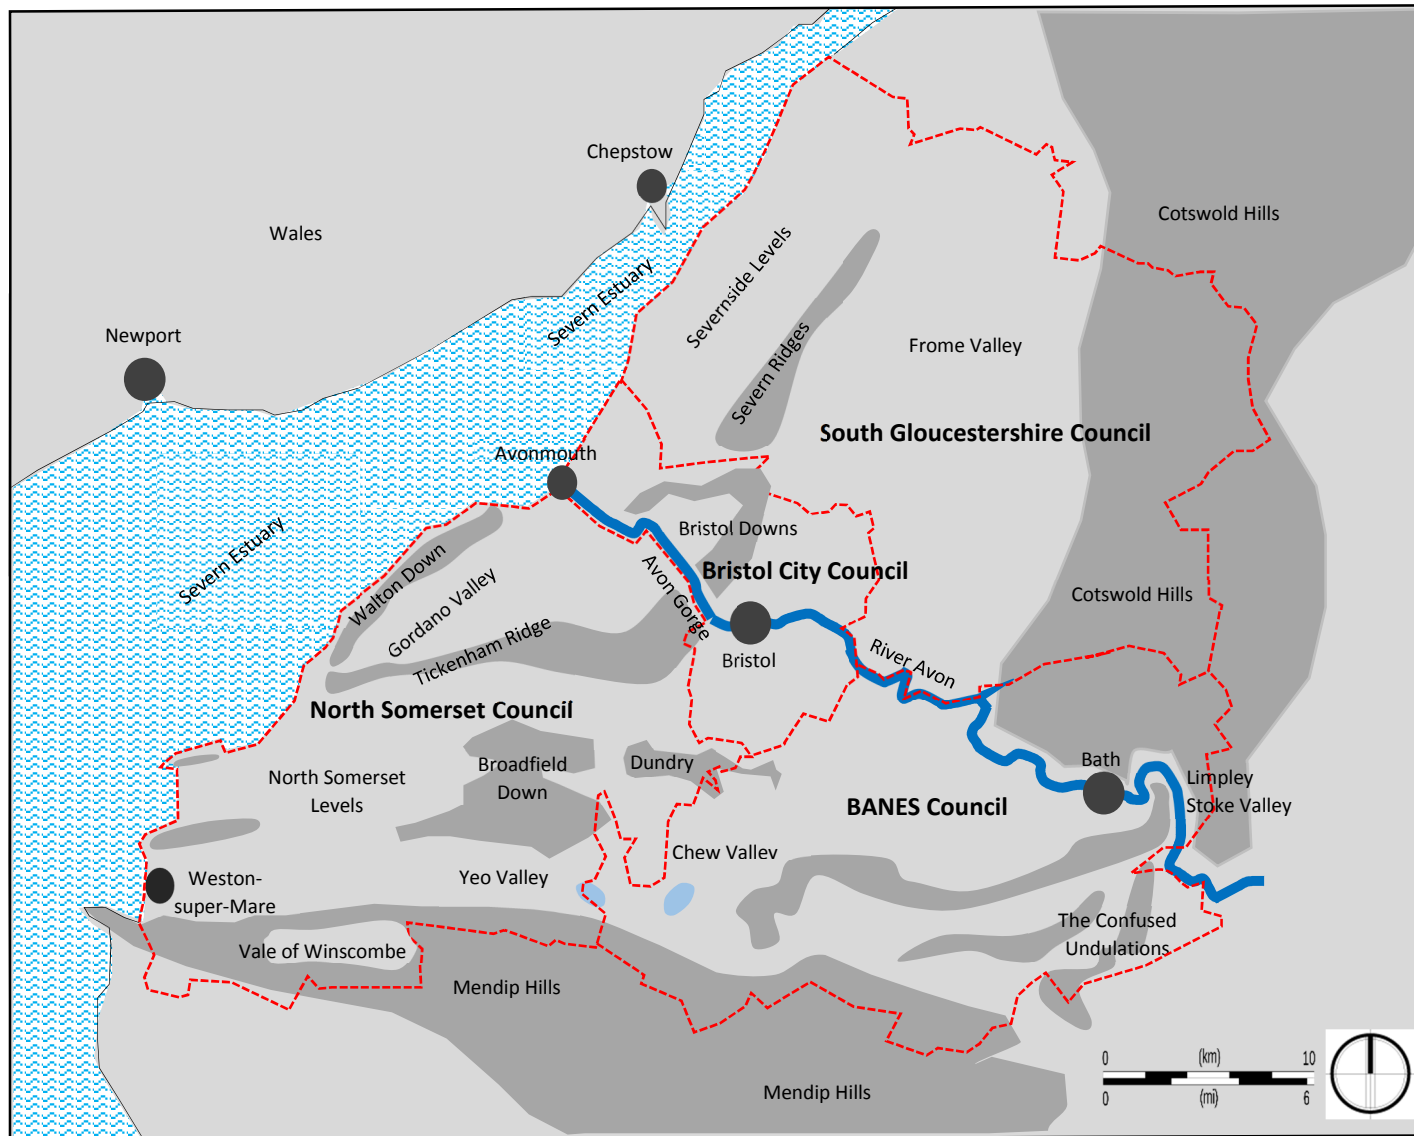 Chepstow
Cotswold Hills
Wales
Severnside Levels
Severn Estuary
Newport
Severn Ridges
Frome Valley
South Gloucestershire Council
Avonmouth
Bristol Downs
Severn Estuary
Walton Down
Gordano Valley
Avon Gorge
Bristol City Council
Cotswold Hills
Tickenham Ridge
Bristol
River Avon
North Somerset Council
Broadfield
Down
Dundry
Bath
North Somerset
Levels
Limpley
Stoke Valley
BANES Council
Chew Valley
Weston-
super-Mare
Yeo Valley
The Confused
Undulations
Vale of Winscombe
Mendip Hills
Mendip Hills
0 (km) 10
0 (mi) 6